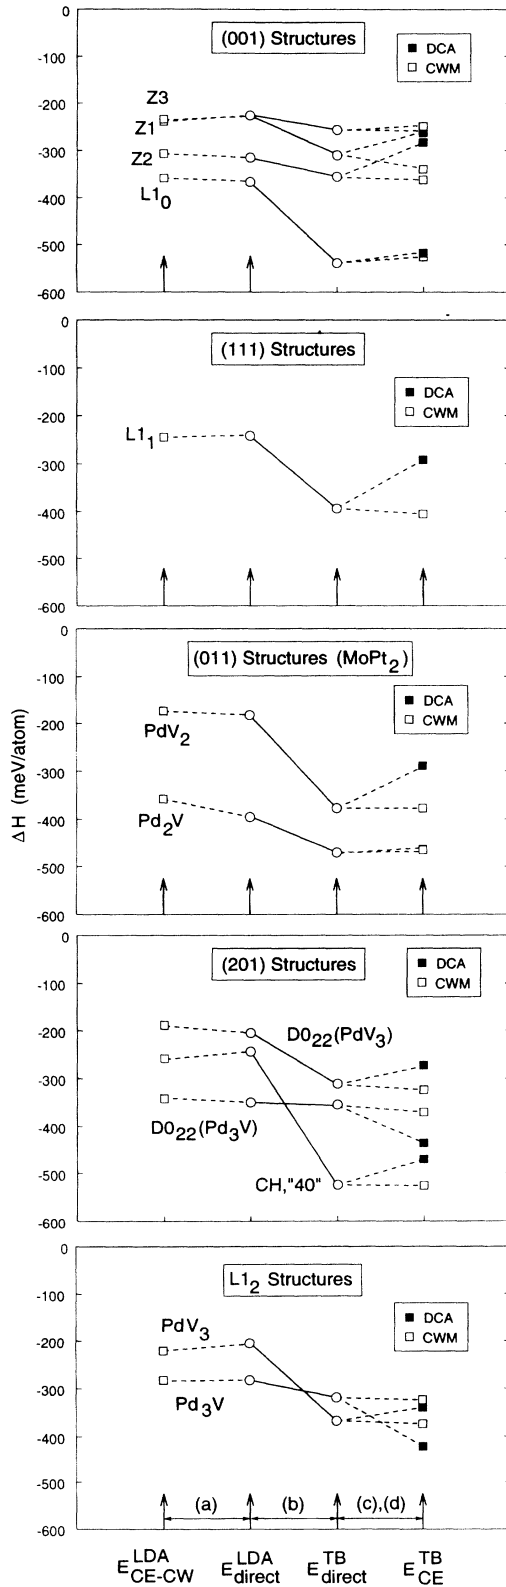 0
(001) Structures
-100
DCA
CWM
-200
Z3
Z1
-300
Z2
L1₀
-400
-500
-600
0
(111) Structures
-100
DCA
CWM
-200
L1₁
-300
-400
-500
-600
0
(011) Structures (MoPt₂)
-100
DCA
CWM
-200
PdV₂
-300
Pd₂V
-400
-500
-600
ΔH (meV/atom)
0
(201) Structures
DCA
CWM
-100
-200
D0₂₂(PdV₃)
-300
D0₂₂(Pd₃V)
-400
CH,"40"
-500
-600
0
L1₂ Structures
-100
DCA
CWM
PdV₃
-200
-300
Pd₃V
-400
-500
(a) (b) (c),(d)
-600
E^LDA_CE-CW E^LDA_direct E^TB_direct E^TB_CE